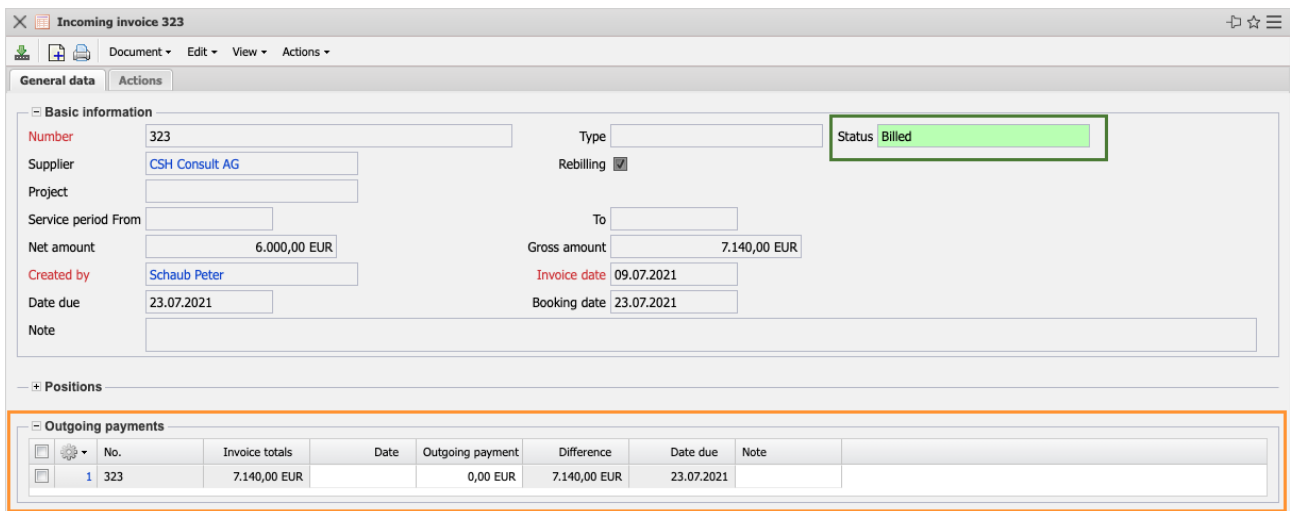 Incoming invoice 323
Document Edit View Actions
General data Actions
Basic information
Number 323 Type Status Billed
Supplier CSH Consult AG Rebilling
Project
Service period From To
Net amount 6.000,00 EUR Gross amount 7.140,00 EUR
Created by Schaub Peter Invoice date 09.07.2021
Date due 23.07.2021 Booking date 23.07.2021
Note
Positions
Outgoing payments
No. Invoice totals Date Outgoing payment Difference Date due Note
1 323 7.140,00 EUR 0,00 EUR 7.140,00 EUR 23.07.2021